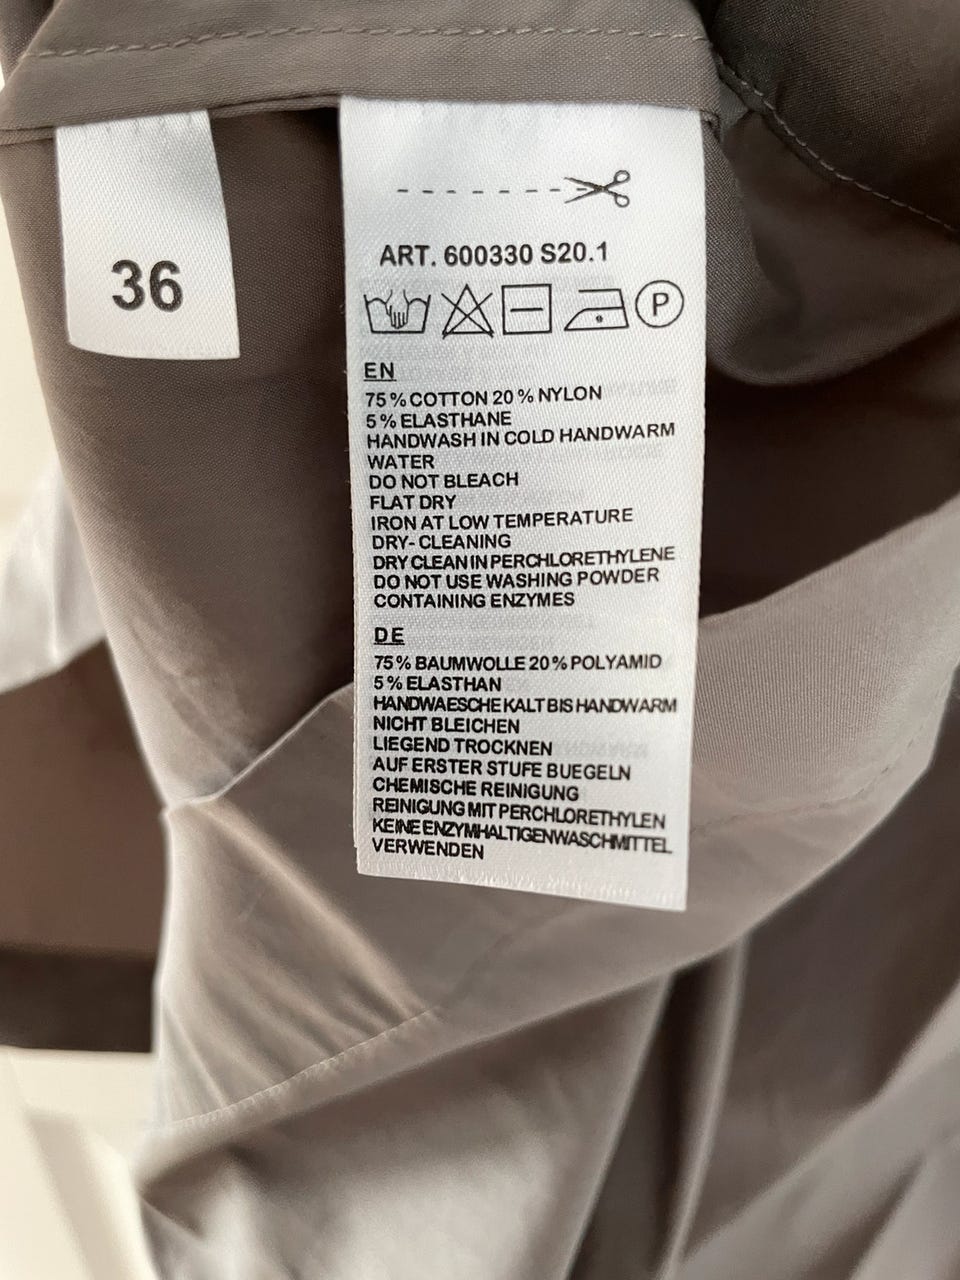 36
ART. 600330 S20.1
P
EN
75% COTTON 20% NYLON
5% ELASTHANE
HANDWASH IN COLD HANDWARM
WATER
DO NOT BLEACH
FLAT DRY
IRON AT LOW TEMPERATURE
DRY- CLEANING
DRY CLEAN IN PERCHLORETHYLENE
DO NOT USE WASHING POWDER
CONTAINING ENZYMES
DE
75% BAUMWOLLE 20% POLYAMID
5% ELASTHAN
HANDWAESCHE KALT BIS HANDWARM
NICHT BLEICHEN
LIEGEND TROCKNEN
AUF ERSTER STUFE BUEGELN
CHEMISCHE REINIGUNG
REINIGUNG MIT PERCHLORETHYLEN
KEINE ENZYMHALTIGEN WASCHMITTEL
VERWENDEN